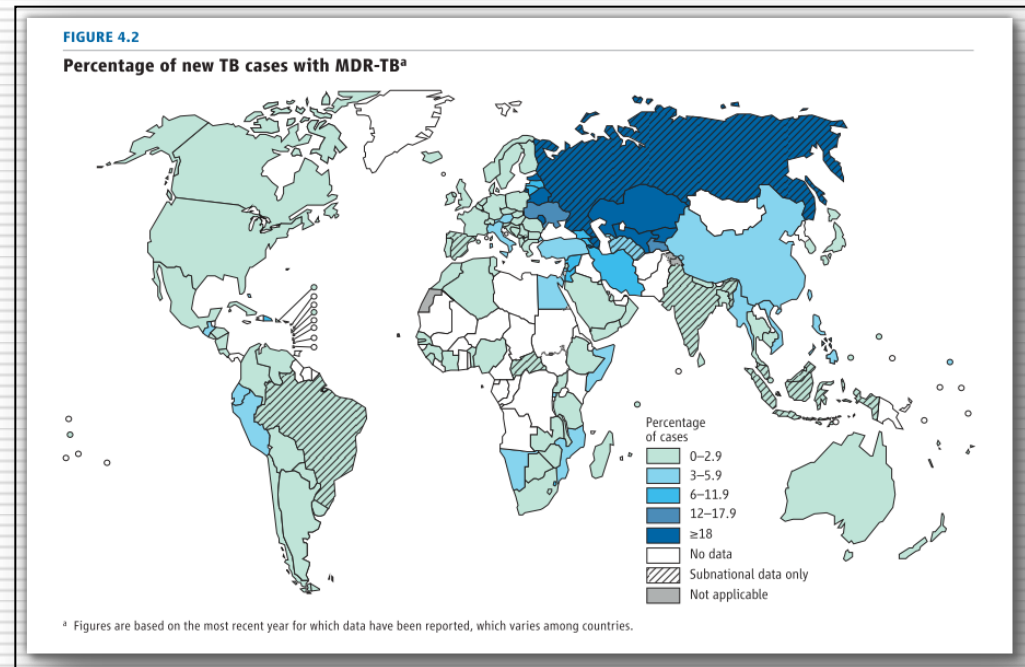 FIGURE 4.2
Percentage of new TB cases with MDR-TBª
Percentage
of cases
0–2.9
3–5.9
6–11.9
12–17.9
≥18
No data
Subnational data only
Not applicable
ª Figures are based on the most recent year for which data have been reported, which varies among countries.